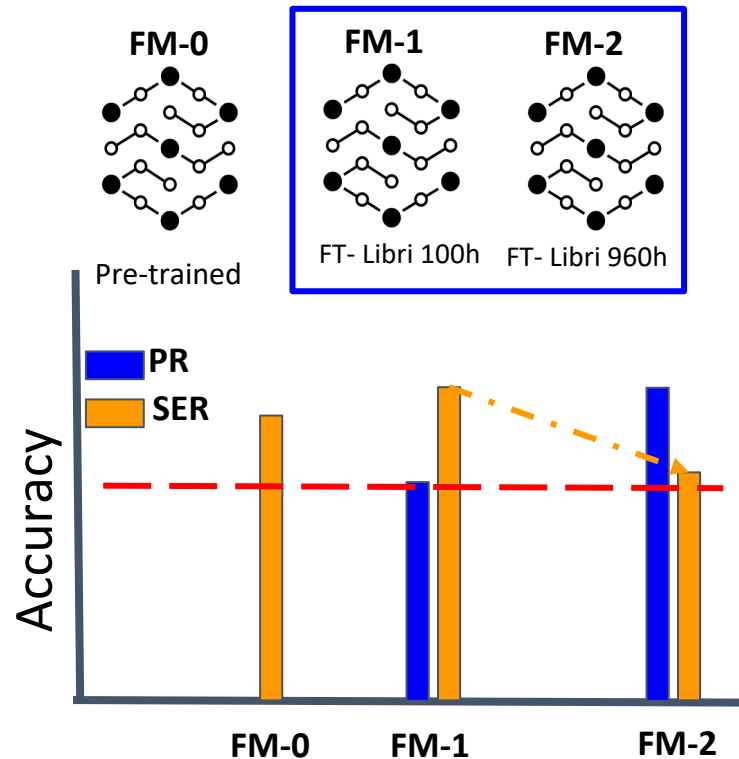 FM-0 FM-1 FM-2
FT- Libri 100h FT- Libri 960h
Pre-trained
PR
SER
Accuracy
FM-0 FM-1 FM-2